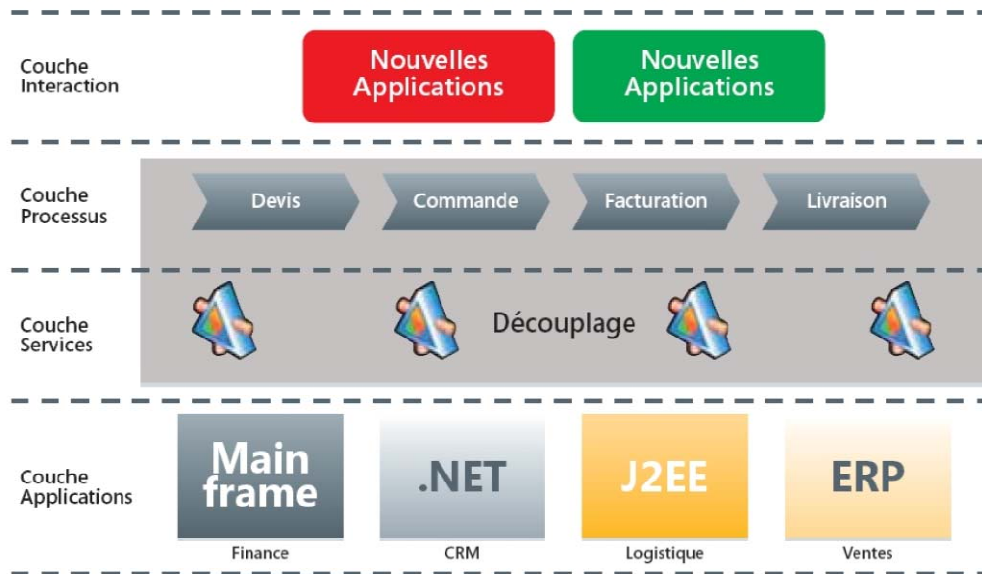 Couche
Interaction
Nouvelles
Applications
Nouvelles
Applications
Couche
Processus
Devis
Commande
Facturation
Livraison
Couche
Services
Découplage
Couche
Applications
Main
frame
.NET
J2EE
ERP
Finance
CRM
Logistique
Ventes